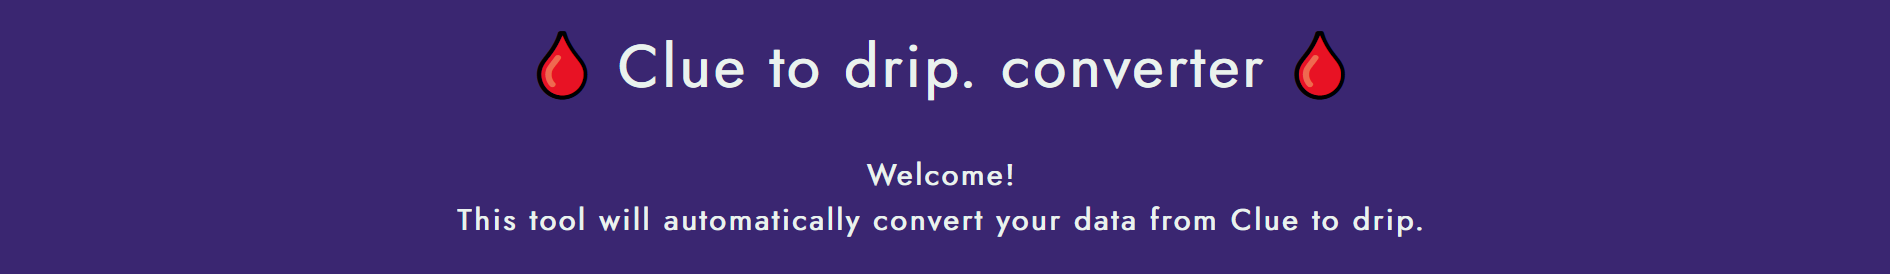 Clue to drip. converter
Welcome!
This tool will automatically convert your data from Clue to drip.